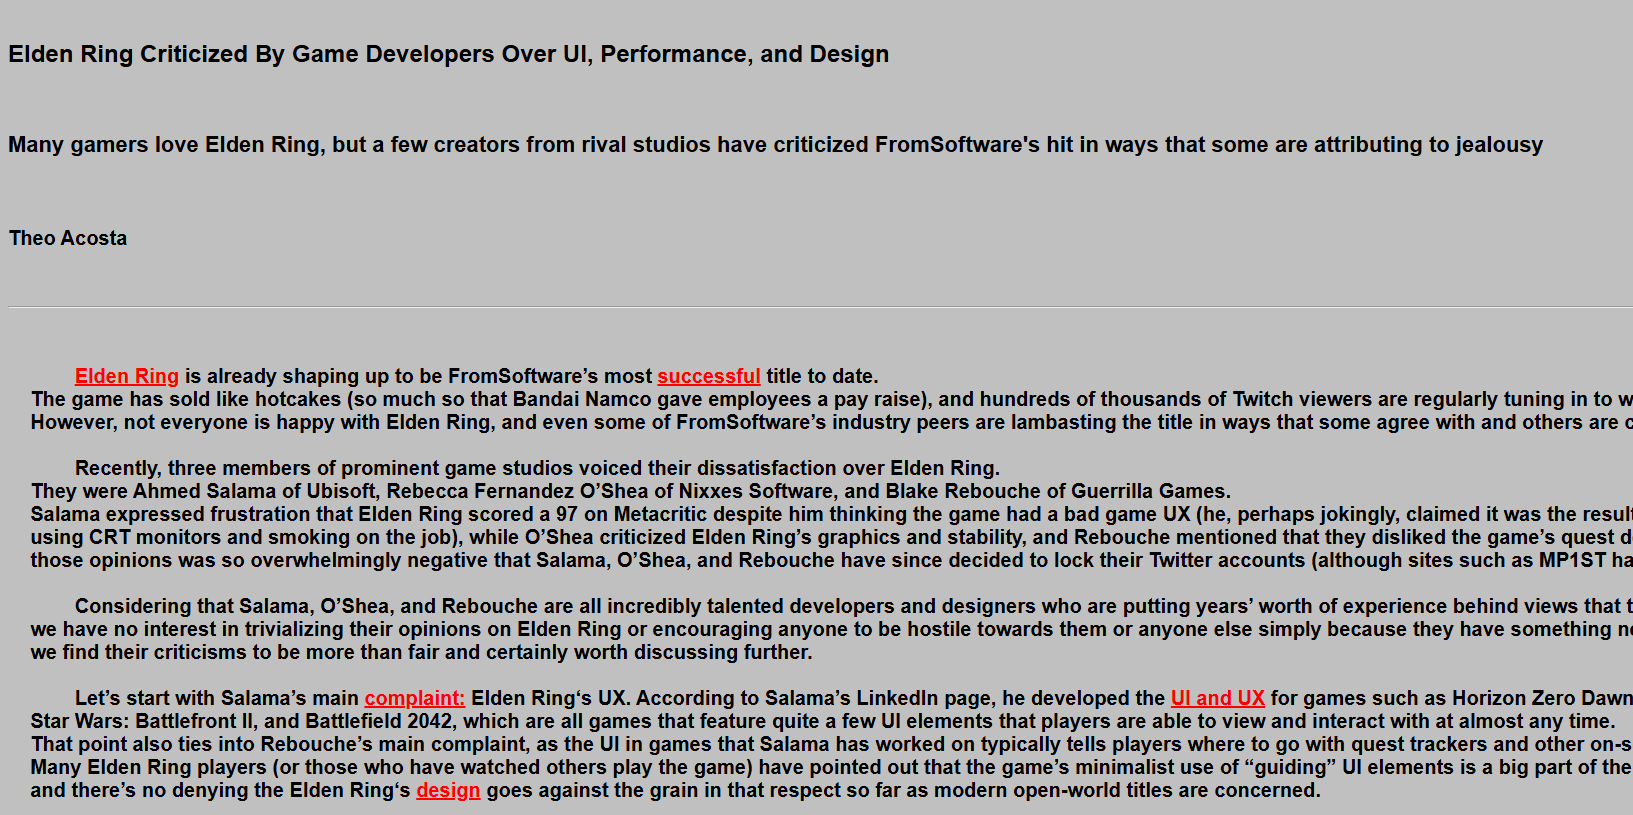 Elden Ring Criticized By Game Developers Over UI, Performance, and Design
Many gamers love Elden Ring, but a few creators from rival studios have criticized FromSoftware's hit in ways that some are attributing to jealousy
Theo Acosta
Elden Ring is already shaping up to be FromSoftware’s most successful title to date.
The game has sold like hotcakes (so much so that Bandai Namco gave employees a pay raise), and hundreds of thousands of Twitch viewers are regularly tuning in to
However, not everyone is happy with Elden Ring, and even some of FromSoftware’s industry peers are lambasting the title in ways that some agree with and others are
Recently, three members of prominent game studios voiced their dissatisfaction over Elden Ring.
They were Ahmed Salama of Ubisoft, Rebecca Fernandez O’Shea of Nixxes Software, and Blake Rebouche of Guerrilla Games.
Salama expressed frustration that Elden Ring scored a 97 on Metacritic despite him thinking the game had a bad game UX (he, perhaps jokingly, claimed it was the result
using CRT monitors and smoking on the job), while O’Shea criticized Elden Ring’s graphics and stability, and Rebouche mentioned that they disliked the game’s quest
those opinions was so overwhelmingly negative that Salama, O’Shea, and Rebouche have since decided to lock their Twitter accounts (although sites such as MP1ST
Considering that Salama, O’Shea, and Rebouche are all incredibly talented developers and designers who are putting years’ worth of experience behind views that
we have no interest in trivializing their opinions on Elden Ring or encouraging anyone to be hostile towards them or anyone else simply because they have something
we find their criticisms to be more than fair and certainly worth discussing further.
Let’s start with Salama’s main complaint: Elden Ring‘s UX. According to Salama’s LinkedIn page, he developed the UI and UX for games such as Horizon Zero Dawn
Star Wars: Battlefront II, and Battlefield 2042, which are all games that feature quite a few UI elements that players are able to view and interact with at almost any time.
That point also ties into Rebouche’s main complaint, as the UI in games that Salama has worked on typically tells players where to go with quest trackers and other
Many Elden Ring players (or those who have watched others play the game) have pointed out that the game’s minimalist use of “guiding” UI elements is a big part of the
and there’s no denying the Elden Ring‘s design goes against the grain in that respect so far as modern open-world titles are concerned.